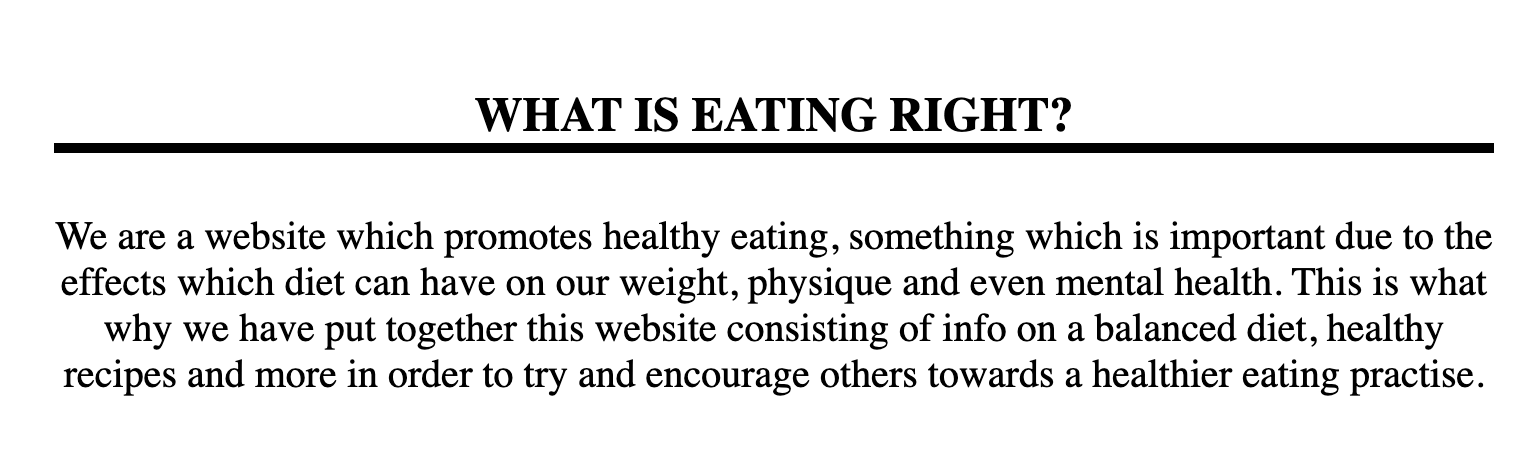 WHAT IS EATING RIGHT?
We are a website which promotes healthy eating, something which is important due to the
effects which diet can have on our weight, physique and even mental health. This is what
why we have put together this website consisting of info on a balanced diet, healthy
recipes and more in order to try and encourage others towards a healthier eating practise.